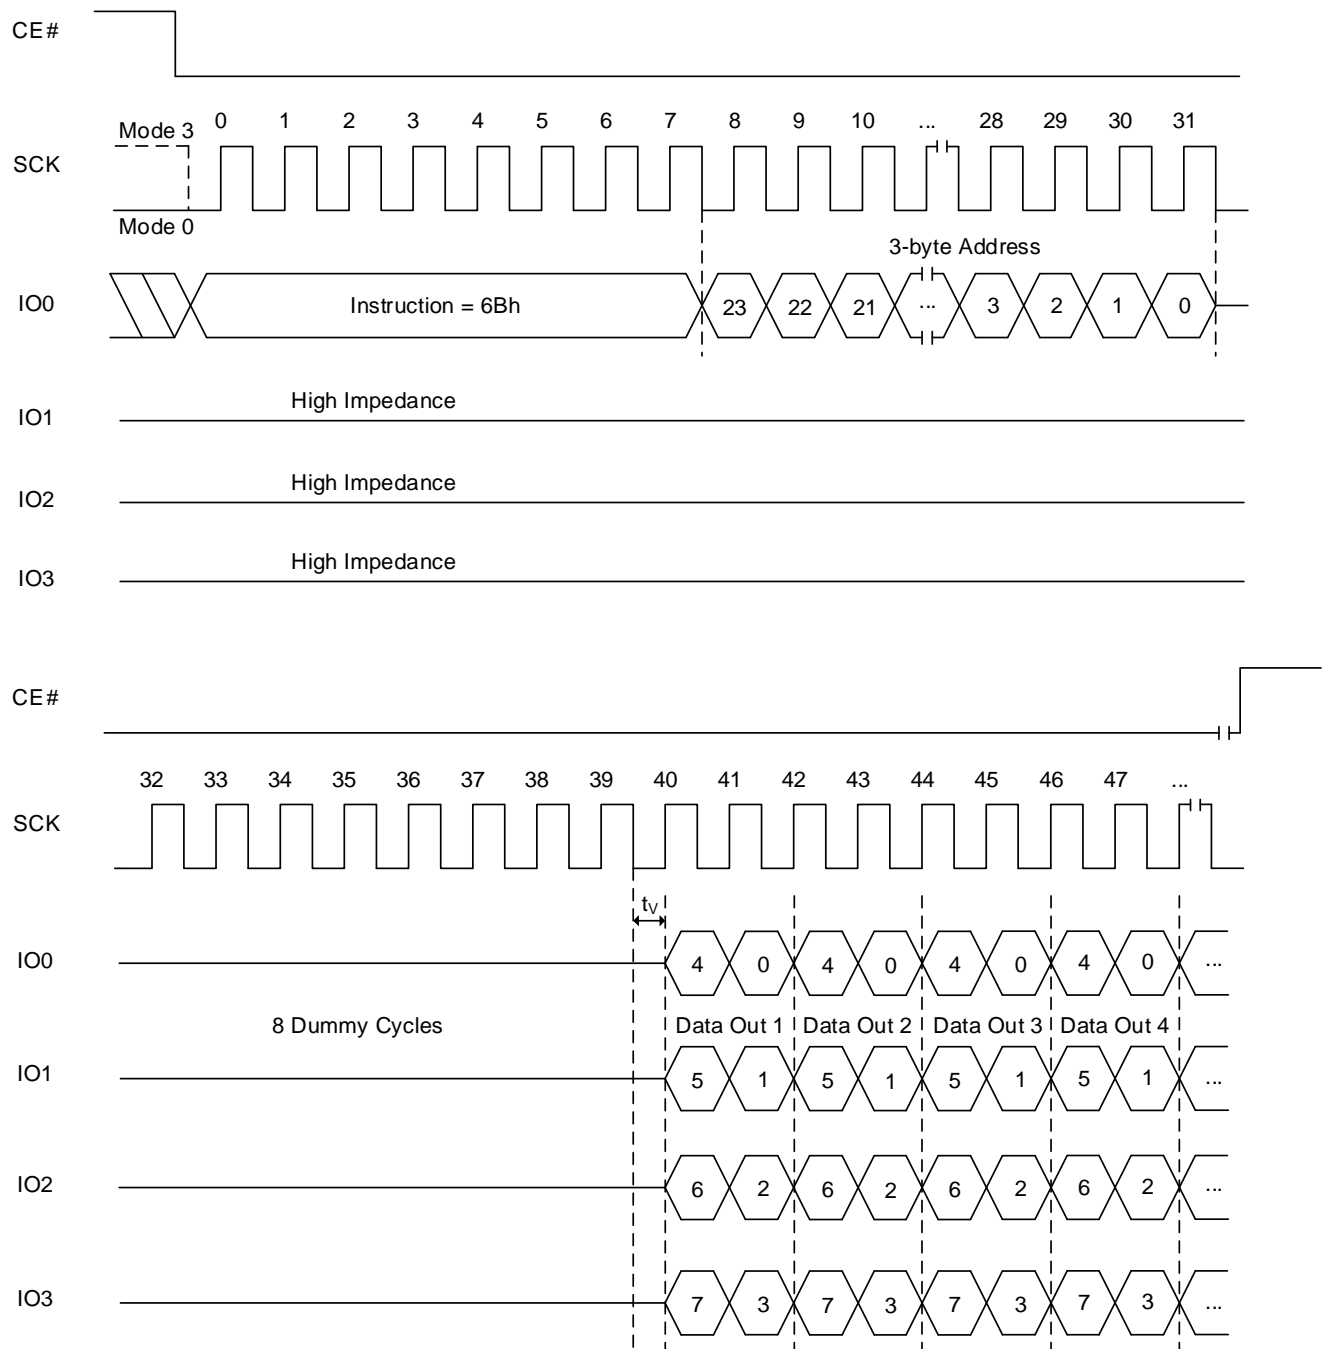 CE#
Mode 3 0 1 2 3 4 5 6 7 8 9 10 ... 28 29 30 31
SCK
Mode 0
3-byte Address
IO0 Instruction = 6Bh 23 22 21 ... 3 2 1 0
High Impedance
IO1
High Impedance
IO2
High Impedance
IO3
CE#
32 33 34 35 36 37 38 39 40 41 42 43 44 45 46 47 ...
SCK
tV
IO0 4 0 4 0 4 0 4 0 ...
8 Dummy Cycles Data Out 1 Data Out 2 Data Out 3 Data Out 4
IO1 5 1 5 1 5 1 5 1 ...
IO2 6 2 6 2 6 2 6 2 ...
IO3 7 3 7 3 7 3 7 3 ...